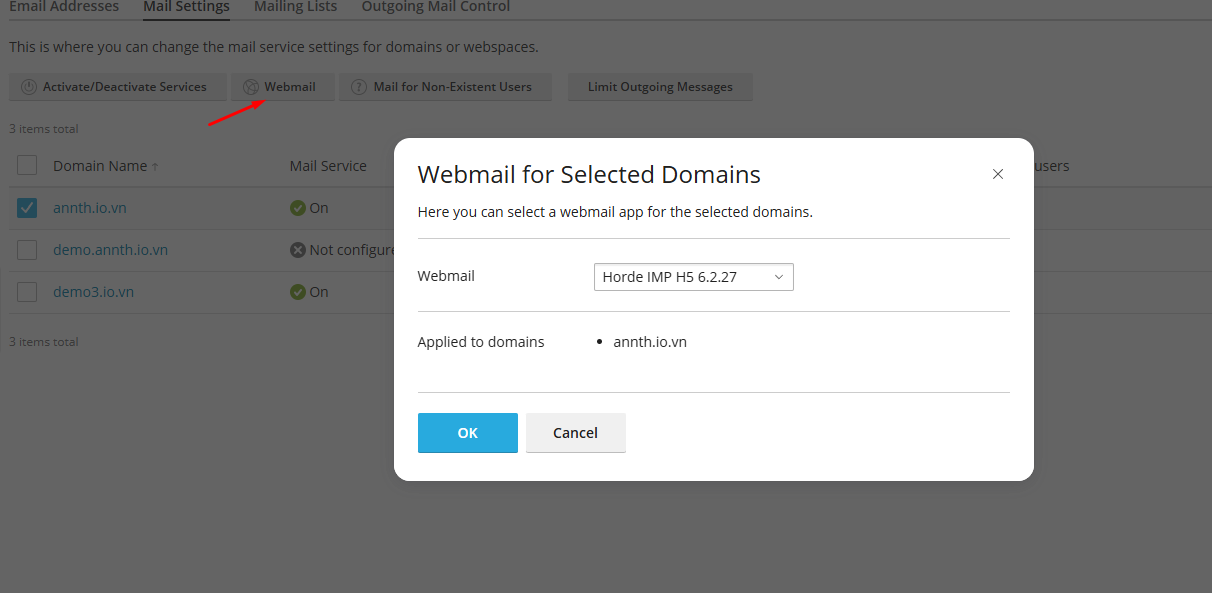 Email Addresses Mail Settings Mailing Lists Outgoing Mail Control
This is where you can change the mail service settings for domains or webspaces.
Activate/Deactivate Services Webmail Mail for Non-Existent Users Limit Outgoing Messages
3 items total
Domain Name ↑ Mail Service users
annth.io.vn On
demo.annth.io.vn Not configure
demo3.io.vn On
3 items total
Webmail for Selected Domains
Here you can select a webmail app for the selected domains.
Webmail Horde IMP H5 6.2.27
Applied to domains • annth.io.vn
OK Cancel